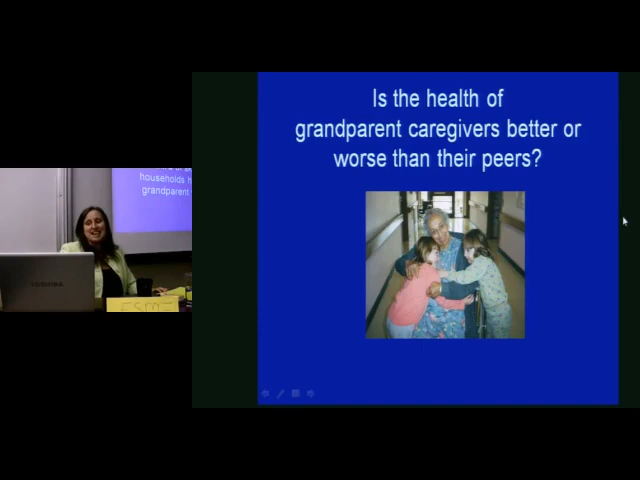 Is the health of
grandparent caregivers better or
worse than their peers?
households h
grandparent
TOSHIBA